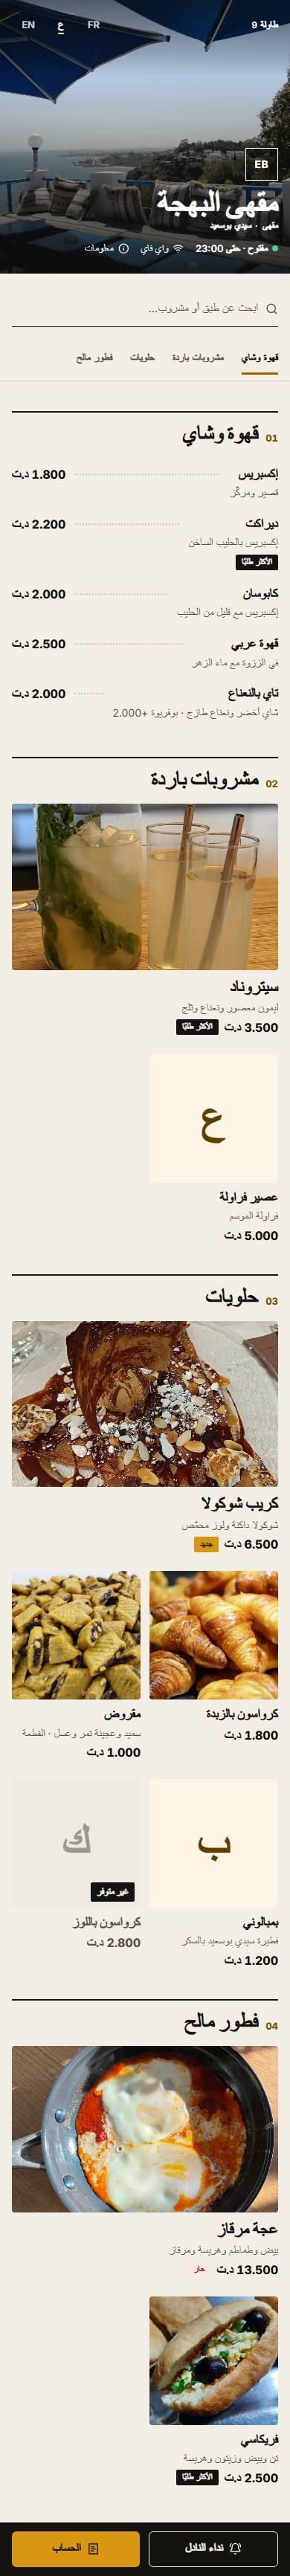 طاولة 9
FR ع EN
EB
مقهى البهجة
مقهى · سيدي بوسعيد
مفتوح · حتى 23:00 واي فاي معلومات
ابحث عن طبق أو مشروب...
قهوة وشاي مشروبات باردة حلويات فطور مالح
01 قهوة وشاي
إكسبريس 1.800 د.ت
قصير ومركّز
ديراكت 2.200 د.ت
إكسبريس بالحليب الساخن
الأكثر طلبًا
كابوسان 2.000 د.ت
إكسبريس مع قليل من الحليب
قهوة عربي 2.500 د.ت
في الززوة مع ماء الزهر
تاي بالنعناع 2.000 د.ت
شاي أخضر ونعناع طازج · بوفريوة +2.000
02 مشروبات باردة
سيتروناد
ليمون معصور ونعناع وثلج
3.500 د.ت الأكثر طلبًا
ع
عصير فراولة
فراولة الموسم
5.000 د.ت
03 حلويات
كريب شوكولا
شوكولا داكنة ولوز محمّص
6.500 د.ت جديد
كرواسون بالزبدة
1.800 د.ت
مقروض
سميد وعجينة تمر وعسل · القطعة
1.000 د.ت
ب
بمبالوني
فطيرة سيدي بوسعيد بالسكر
1.200 د.ت
ك
غير متوفر
كرواسون باللوز
2.800 د.ت
04 فطور مالح
عجة مرقاز
بيض وطماطم وهريسة ومرقاز
13.500 د.ت حار
فريكاسي
تن وبيض وزيتون وهريسة
2.500 د.ت الأكثر طلبًا
نداء النادل
الحساب